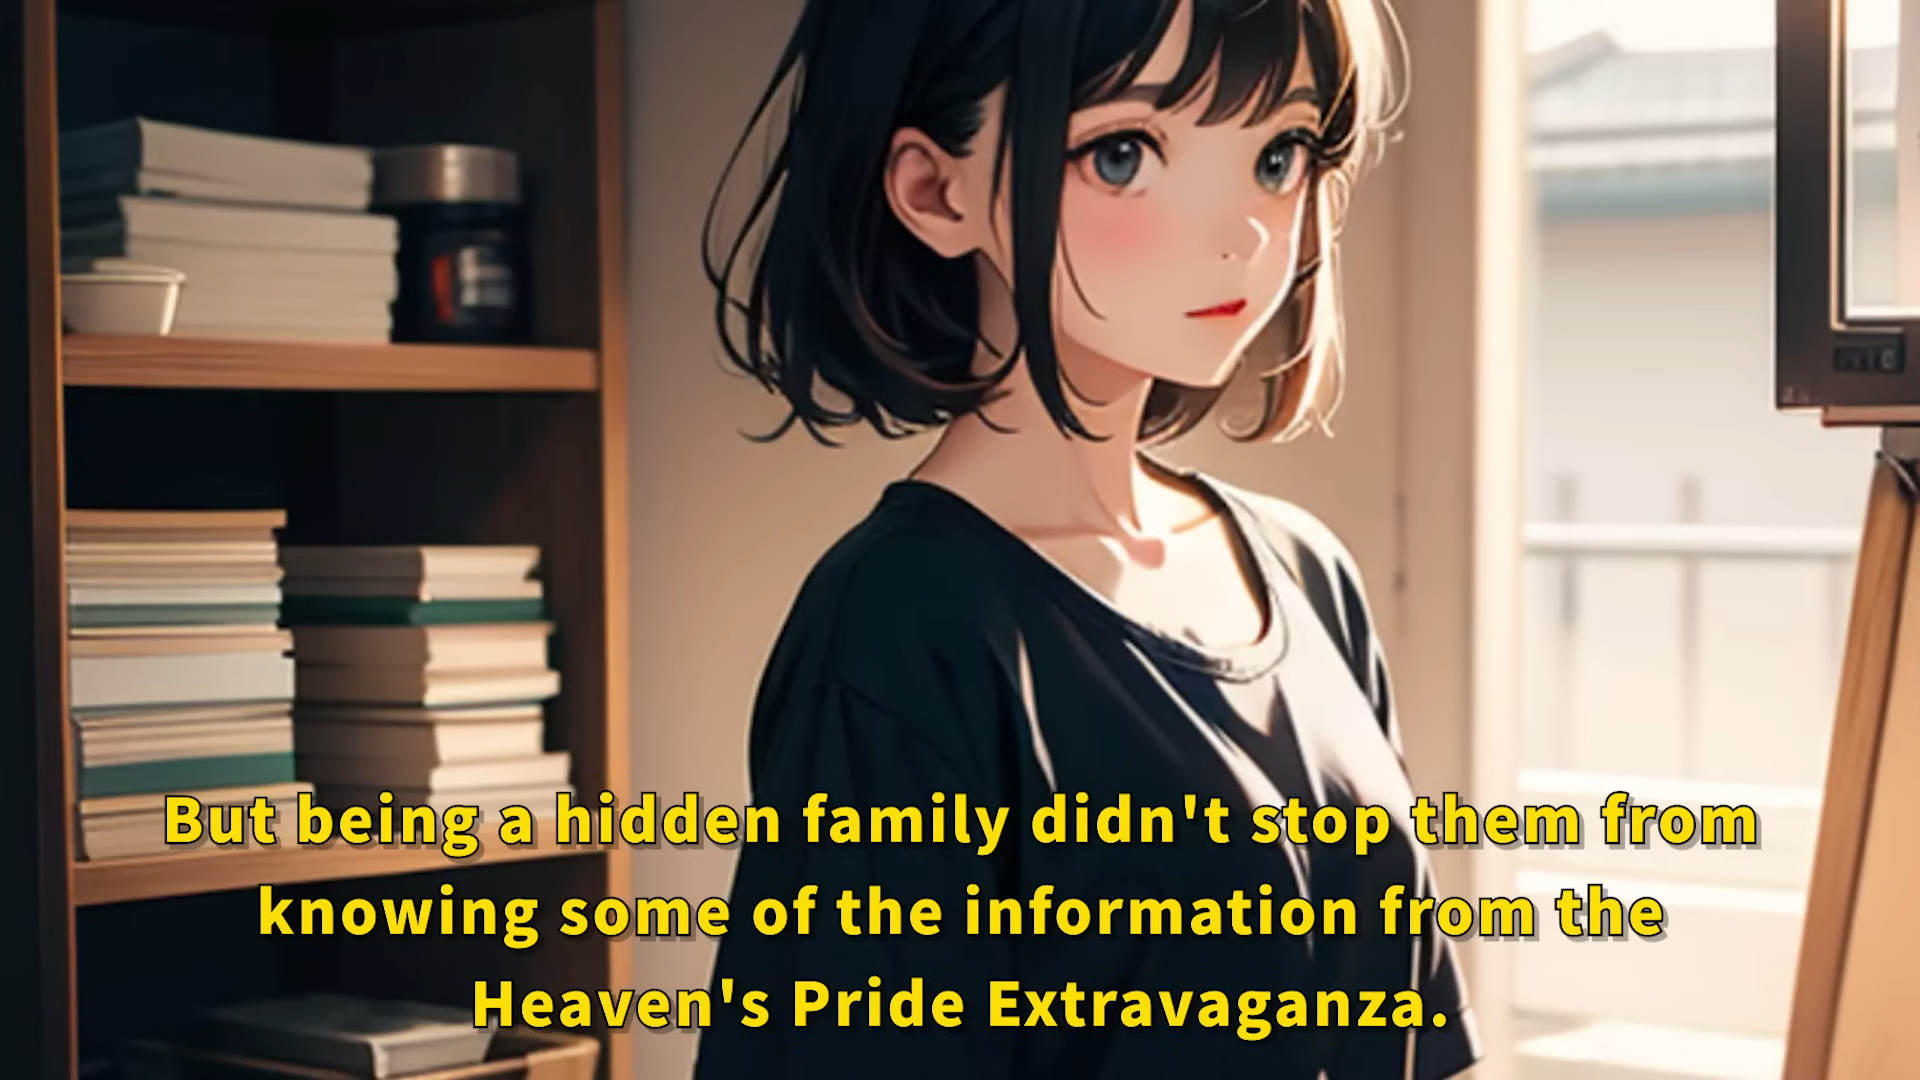 But being a hidden family didn't stop them from
knowing some of the information from the
Heaven's Pride Extravaganza.